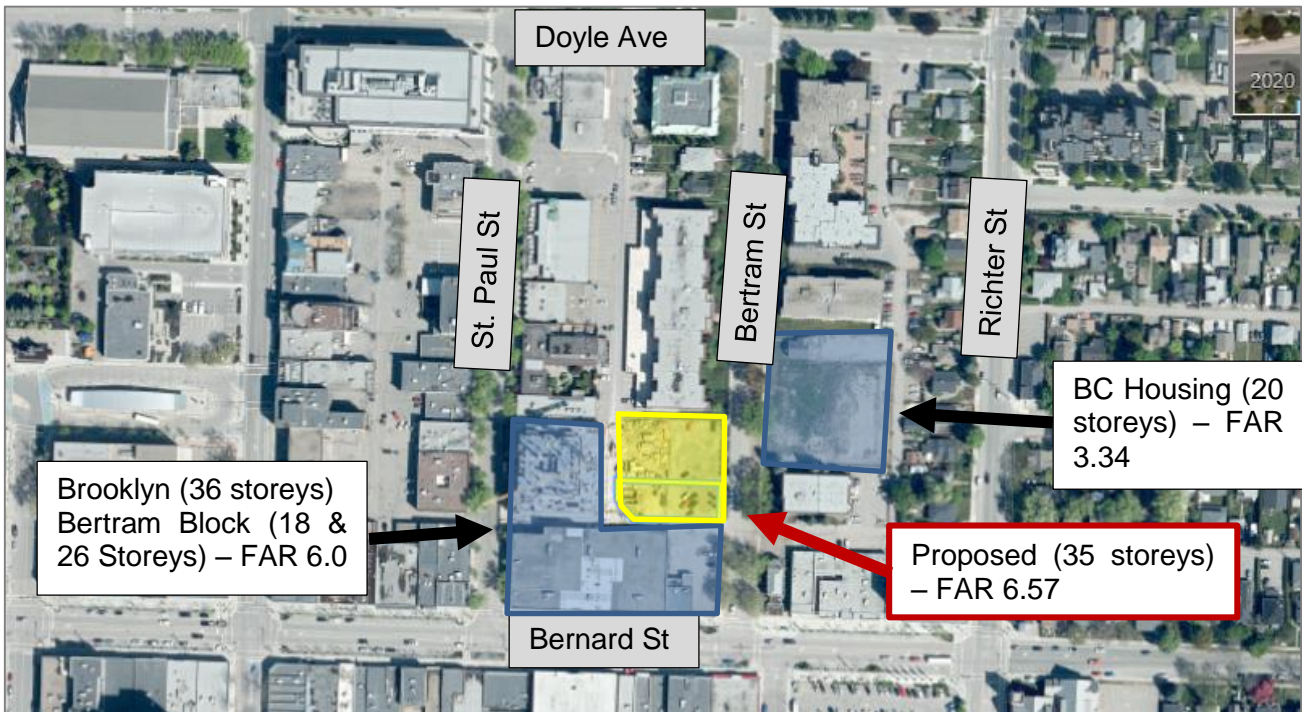 Doyle Ave
2020
St. Paul St
Bertram St
Richter St
BC Housing (20
storeys) – FAR
3.34
Brooklyn (36 storeys)
Bertram Block (18 &
26 Storeys) – FAR 6.0
Proposed (35 storeys)
– FAR 6.57
Bernard St